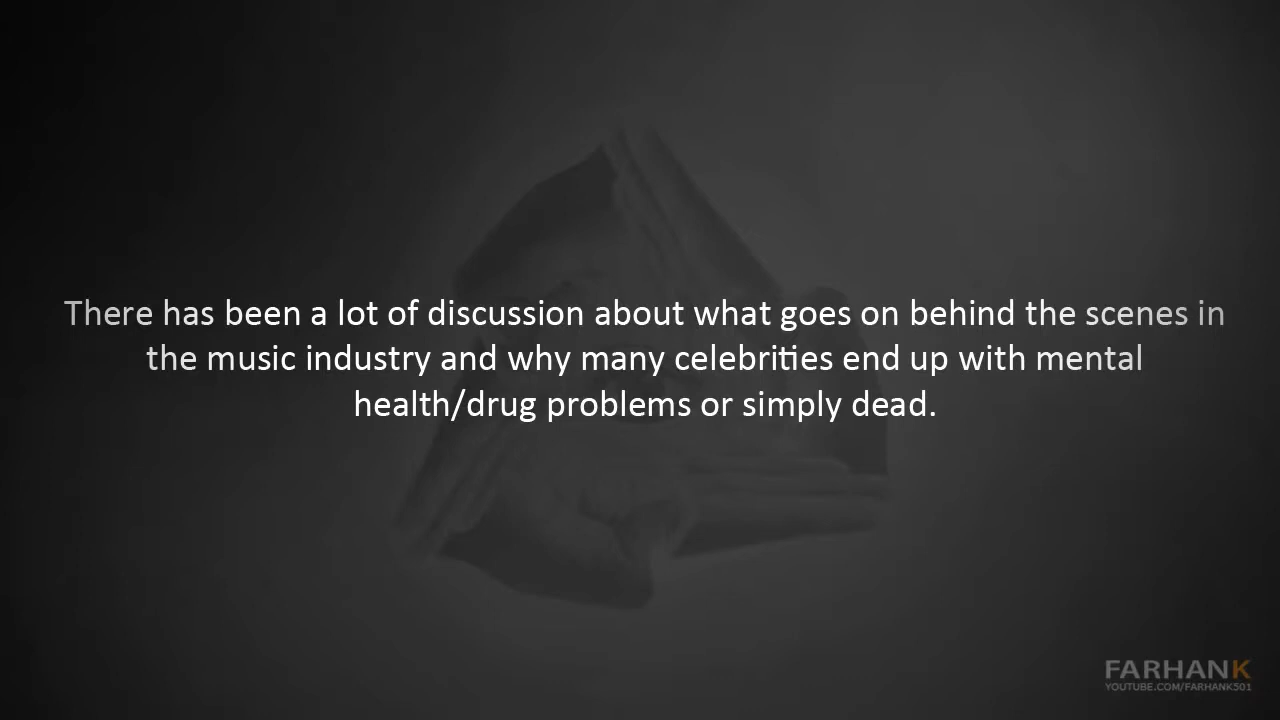 There has been a lot of discussion about what goes on behind the scenes in
the music industry and why many celebrities end up with mental
health/drug problems or simply dead.
FARHANK
YOUTUBE.COM/FARHANK501